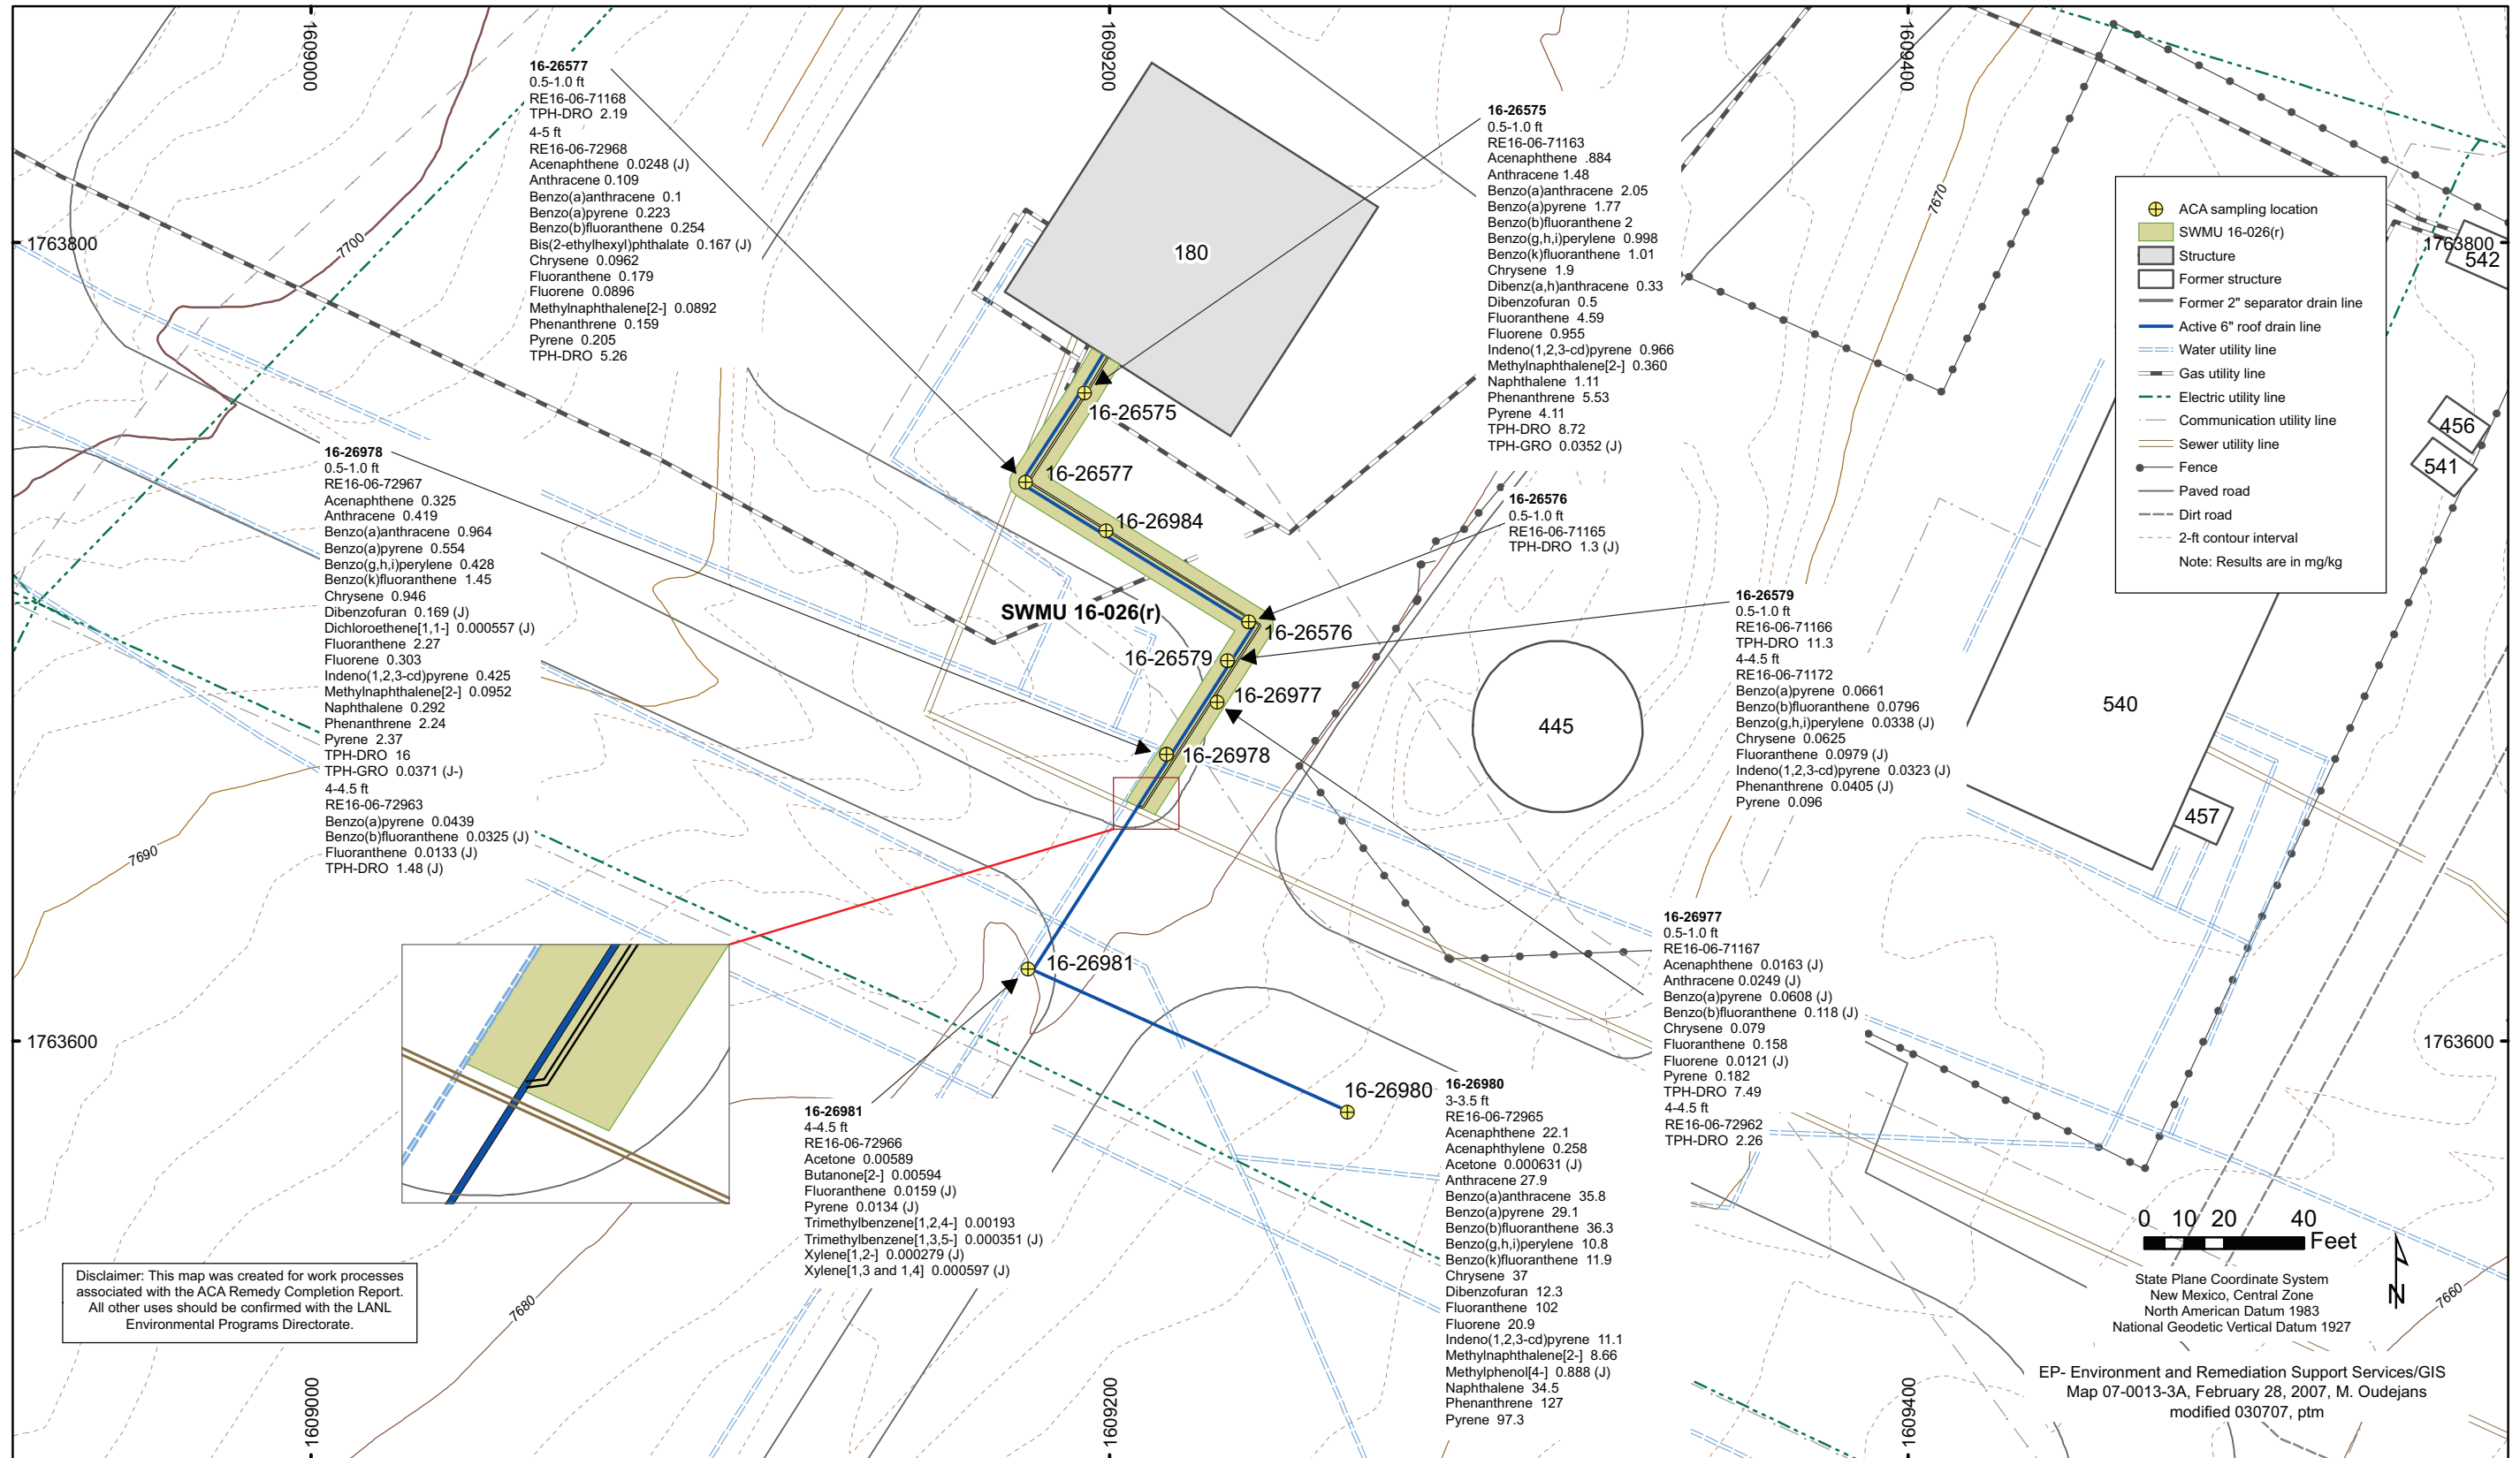 1609000
1609200
1609400
1763800
1763800
1763600
1763600
1609000
1609200
1609400
7700
7690
7680
7670
7660
16-26577
0.5-1.0 ft
RE16-06-71168
TPH-DRO 2.19
4-5 ft
RE16-06-72968
Acenaphthene 0.0248 (J)
Anthracene 0.109
Benzo(a)anthracene 0.1
Benzo(a)pyrene 0.223
Benzo(b)fluoranthene 0.254
Bis(2-ethylhexyl)phthalate 0.167 (J)
Chrysene 0.0962
Fluoranthene 0.179
Fluorene 0.0896
Methylnaphthalene[2-] 0.0892
Phenanthrene 0.159
Pyrene 0.205
TPH-DRO 5.26
16-26575
0.5-1.0 ft
RE16-06-71163
Acenaphthene .884
Anthracene 1.48
Benzo(a)anthracene 2.05
Benzo(a)pyrene 1.77
Benzo(b)fluoranthene 2
Benzo(g,h,i)perylene 0.998
Benzo(k)fluoranthene 1.01
Chrysene 1.9
Dibenz(a,h)anthracene 0.33
Dibenzofuran 0.5
Fluoranthene 4.59
Fluorene 0.955
Indeno(1,2,3-cd)pyrene 0.966
Methylnaphthalene[2-] 0.360
Naphthalene 1.11
Phenanthrene 5.53
Pyrene 4.11
TPH-DRO 8.72
TPH-GRO 0.0352 (J)
16-26978
0.5-1.0 ft
RE16-06-72967
Acenaphthene 0.325
Anthracene 0.419
Benzo(a)anthracene 0.964
Benzo(a)pyrene 0.554
Benzo(g,h,i)perylene 0.428
Benzo(k)fluoranthene 1.45
Chrysene 0.946
Dibenzofuran 0.169 (J)
Dichloroethene[1,1-] 0.000557 (J)
Fluoranthene 2.27
Fluorene 0.303
Indeno(1,2,3-cd)pyrene 0.425
Methylnaphthalene[2-] 0.0952
Naphthalene 0.292
Phenanthrene 2.24
Pyrene 2.37
TPH-DRO 16
TPH-GRO 0.0371 (J-)
4-4.5 ft
RE16-06-72963
Benzo(a)pyrene 0.0439
Benzo(b)fluoranthene 0.0325 (J)
Fluoranthene 0.0133 (J)
TPH-DRO 1.48 (J)
16-26576
0.5-1.0 ft
RE16-06-71165
TPH-DRO 1.3 (J)
16-26579
0.5-1.0 ft
RE16-06-71166
TPH-DRO 11.3
4-4.5 ft
RE16-06-71172
Benzo(a)pyrene 0.0661
Benzo(b)fluoranthene 0.0796
Benzo(g,h,i)perylene 0.0338 (J)
Chrysene 0.0625
Fluoranthene 0.0979 (J)
Indeno(1,2,3-cd)pyrene 0.0323 (J)
Phenanthrene 0.0405 (J)
Pyrene 0.096
16-26977
0.5-1.0 ft
RE16-06-71167
Acenaphthene 0.0163 (J)
Anthracene 0.0249 (J)
Benzo(a)pyrene 0.0608 (J)
Benzo(b)fluoranthene 0.118 (J)
Chrysene 0.079
Fluoranthene 0.158
Fluorene 0.0121 (J)
Pyrene 0.182
TPH-DRO 7.49
4-4.5 ft
RE16-06-72962
TPH-DRO 2.26
16-26981
4-4.5 ft
RE16-06-72966
Acetone 0.00589
Butanone[2-] 0.00594
Fluoranthene 0.0159 (J)
Pyrene 0.0134 (J)
Trimethylbenzene[1,2,4-] 0.00193
Trimethylbenzene[1,3,5-] 0.000351 (J)
Xylene[1,2-] 0.000279 (J)
Xylene[1,3 and 1,4] 0.000597 (J)
16-26980
3-3.5 ft
RE16-06-72965
Acenaphthene 22.1
Acenaphthylene 0.258
Acetone 0.000631 (J)
Anthracene 27.9
Benzo(a)anthracene 35.8
Benzo(a)pyrene 29.1
Benzo(b)fluoranthene 36.3
Benzo(g,h,i)perylene 10.8
Benzo(k)fluoranthene 11.9
Chrysene 37
Dibenzofuran 12.3
Fluoranthene 102
Fluorene 20.9
Indeno(1,2,3-cd)pyrene 11.1
Methylnaphthalene[2-] 8.66
Methylphenol[4-] 0.888 (J)
Naphthalene 34.5
Phenanthrene 127
Pyrene 97.3
180
16-26575
16-26577
16-26984
SWMU 16-026(r)
16-26576
16-26579
16-26977
16-26978
16-26981
16-26980
445
540
542
456
541
457
ACA sampling location
SWMU 16-026(r)
Structure
Former structure
Former 2" separator drain line
Active 6" roof drain line
Water utility line
Gas utility line
Electric utility line
Communication utility line
Sewer utility line
Fence
Paved road
Dirt road
2-ft contour interval
Note: Results are in mg/kg
0 10 20 40
Feet
N
State Plane Coordinate System
New Mexico, Central Zone
North American Datum 1983
National Geodetic Vertical Datum 1927
EP- Environment and Remediation Support Services/GIS
Map 07-0013-3A, February 28, 2007, M. Oudejans
modified 030707, ptm
Disclaimer: This map was created for work processes
associated with the ACA Remedy Completion Report.
All other uses should be confirmed with the LANL
Environmental Programs Directorate.